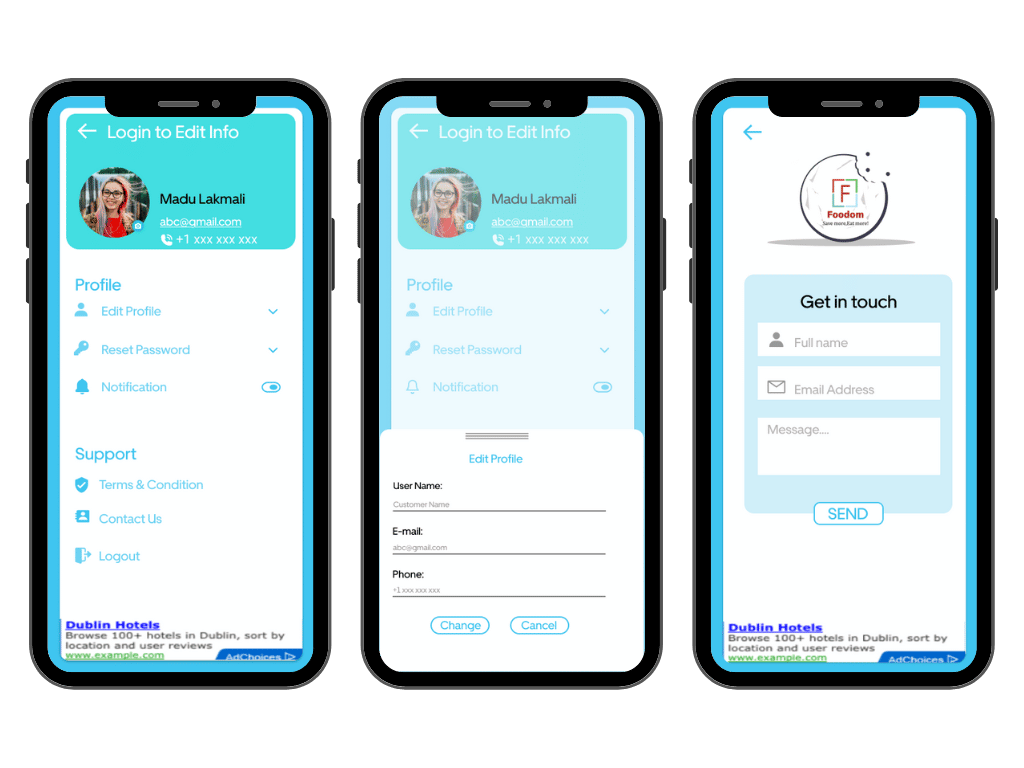 Login to Edit Info
Madu Lakmali
abc@gmail.com
+1 xxx xxx xxx
Profile
Edit Profile
Reset Password
Notification
Support
Terms & Condition
Contact Us
Logout
Dublin Hotels
Browse 100+ hotels in Dublin, sort by
location and user reviews
www.example.com
AdChoices
Login to Edit Info
Madu Lakmali
abc@gmail.com
+1 xxx xxx xxx
Profile
Edit Profile
Reset Password
Notification
Edit Profile
User Name:
Customer Name
E-mail:
abc@gmail.com
Phone:
+1 xxx xxx xxx
Change
Cancel
F
Foodom
Save more,Eat more!
Get in touch
Full name
Email Address
Message....
SEND
Dublin Hotels
Browse 100+ hotels in Dublin, sort by
location and user reviews
www.example.com
AdChoices